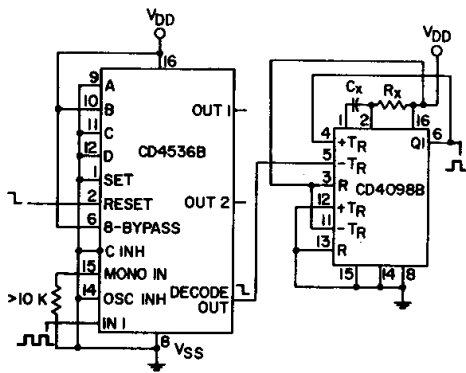 VDD
16
9 A
10 B
11 C
12 D
1 SET
2 RESET
6 8-BYPASS
C INH
15 MONO IN
14 OSC INH
IN 1
>10 K
CD4536B
OUT 1
OUT 2
DECODE
OUT
8 VSS
VDD
CX RX
1 2 16
4 +TR
5 -TR
3 R
12 +TR
11 -TR
13 R
Q1 6
CD4098B
15 14 8